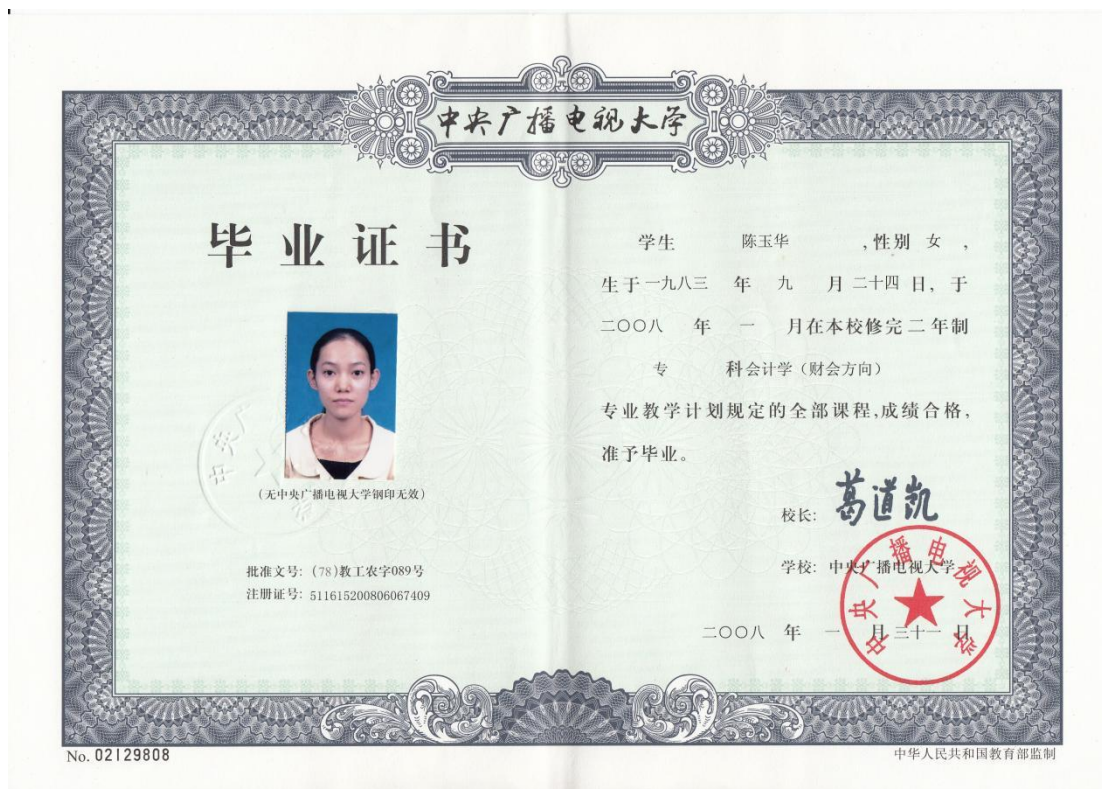 中央广播电视大学
毕业证书
(无中央广播电视大学钢印无效)
批准文号: (78)教工农字089号
注册证号: 511615200806067409
学生 陈玉华 ,性别 女 ,
生于一九八三 年 九 月 二十四 日, 于
二〇〇八 年 一 月在本校修完 二 年制
专 科会计学(财会方向)
专业教学计划规定的全部课程,成绩合格,
准予毕业。
校长: 葛道凯
学校: 中央广播电视大学
中央广播电视大学
二〇〇八 年 一 月 三十一 日
No. 02129808
中华人民共和国教育部监制